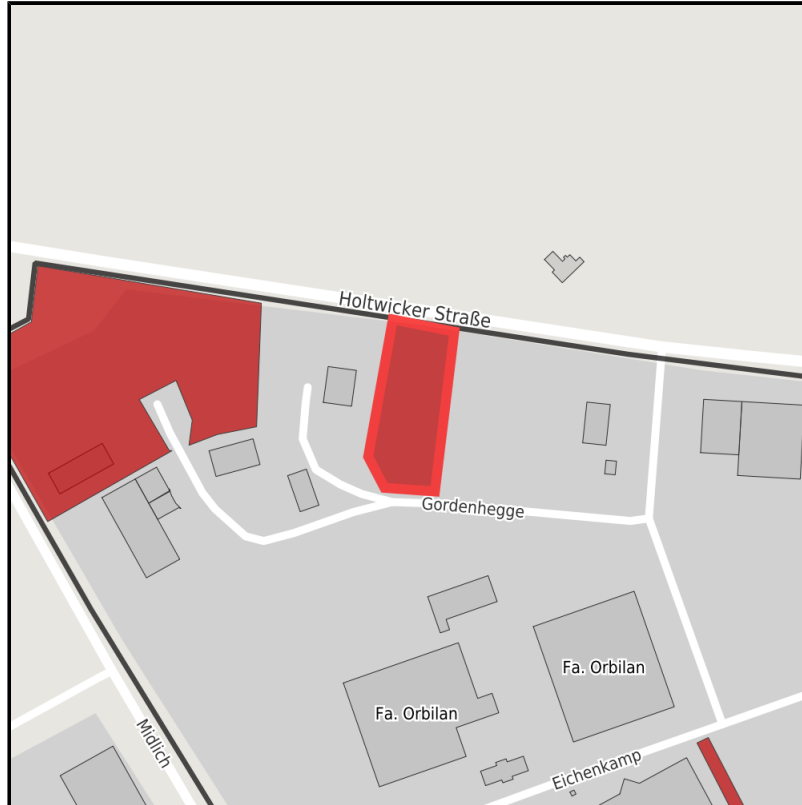 Holtwicker Straße
Gordenhegge
Fa. Orbilan
Fa. Orbilan
Midlich
Eichenkamp